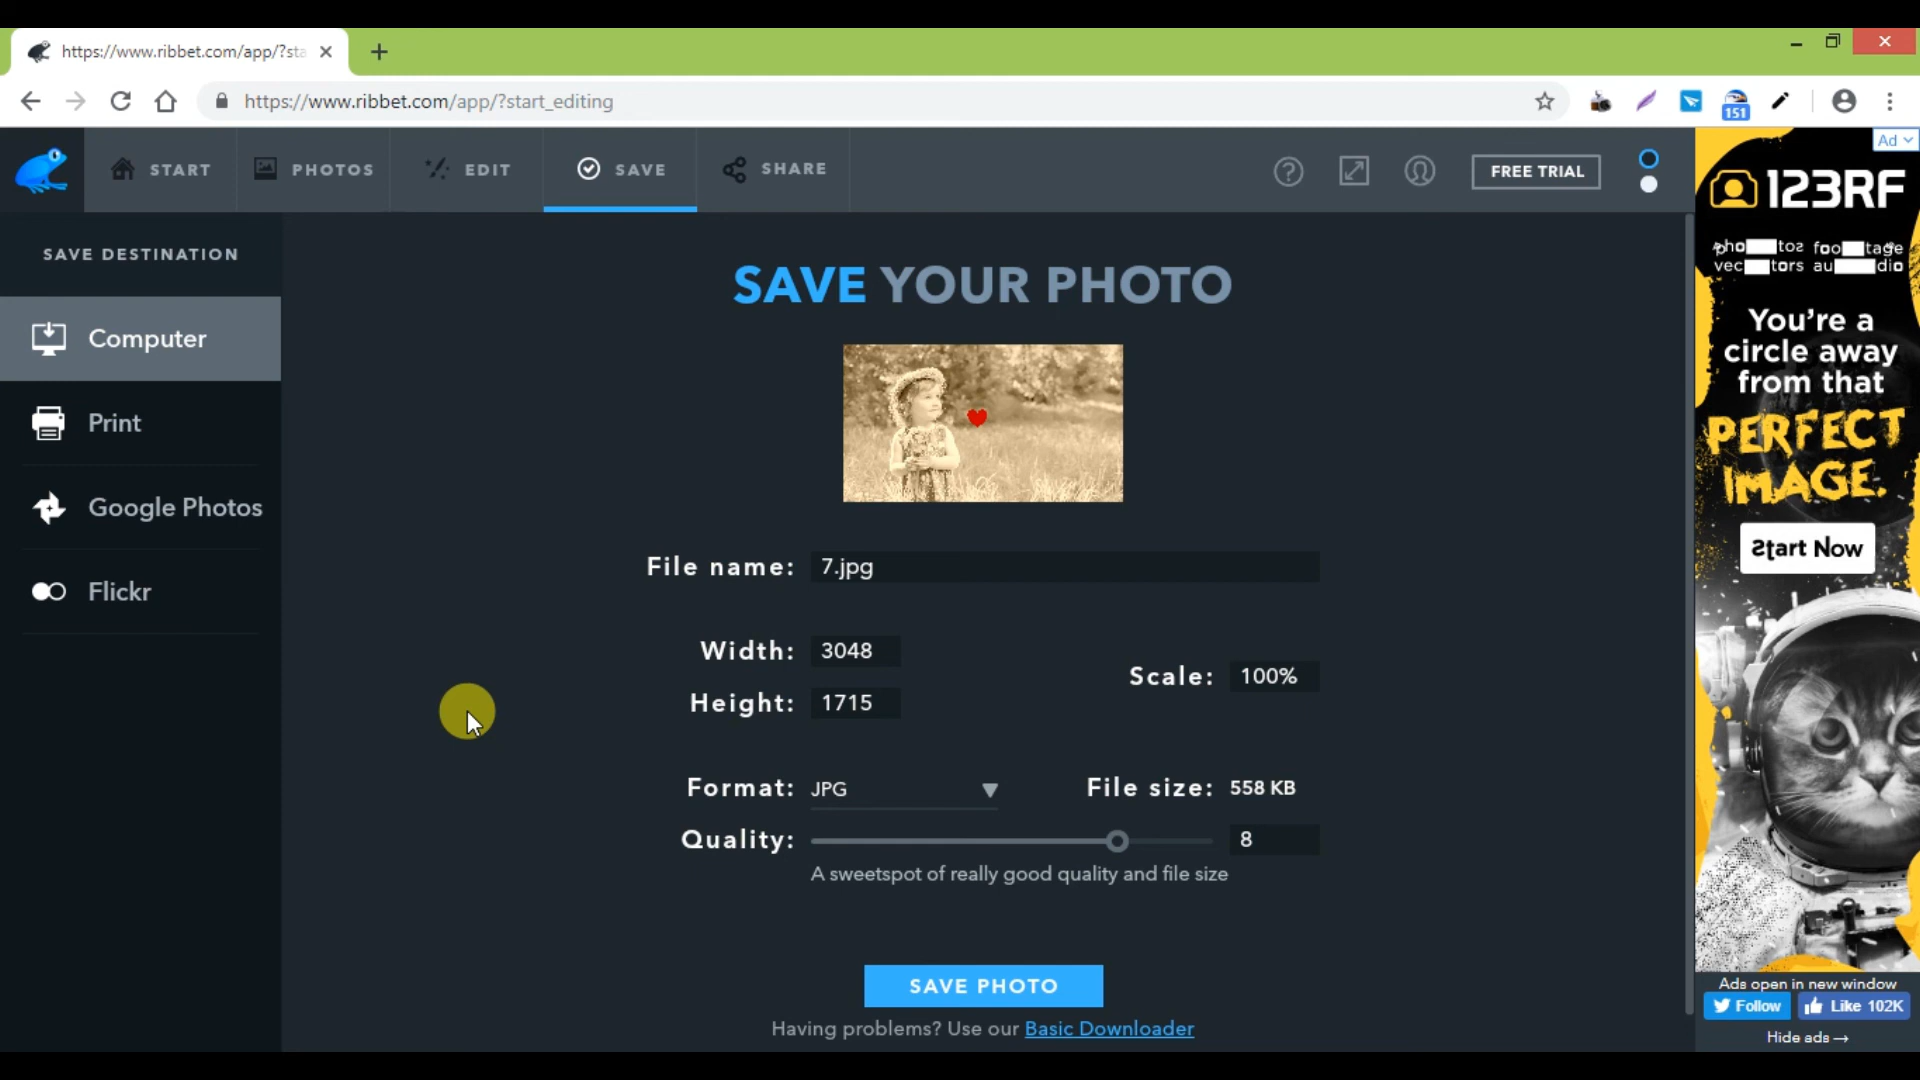 https://www.ribbet.com/app/?sta
https://www.ribbet.com/app/?start_editing
151
START
PHOTOS
EDIT
SAVE
SHARE
FREE TRIAL
SAVE DESTINATION
Computer
Print
Google Photos
Flickr
SAVE YOUR PHOTO
File name: 7.jpg
Width: 3048
Height: 1715
Scale: 100%
Format: JPG
File size: 558 KB
Quality: 8
A sweetspot of really good quality and file size
SAVE PHOTO
Having problems? Use our Basic Downloader
Ad
123RF
You're a
circle away
from that
PERFECT
IMAGE.
Start Now
Ads open in new window
Follow
Like 102K
Hide ads →